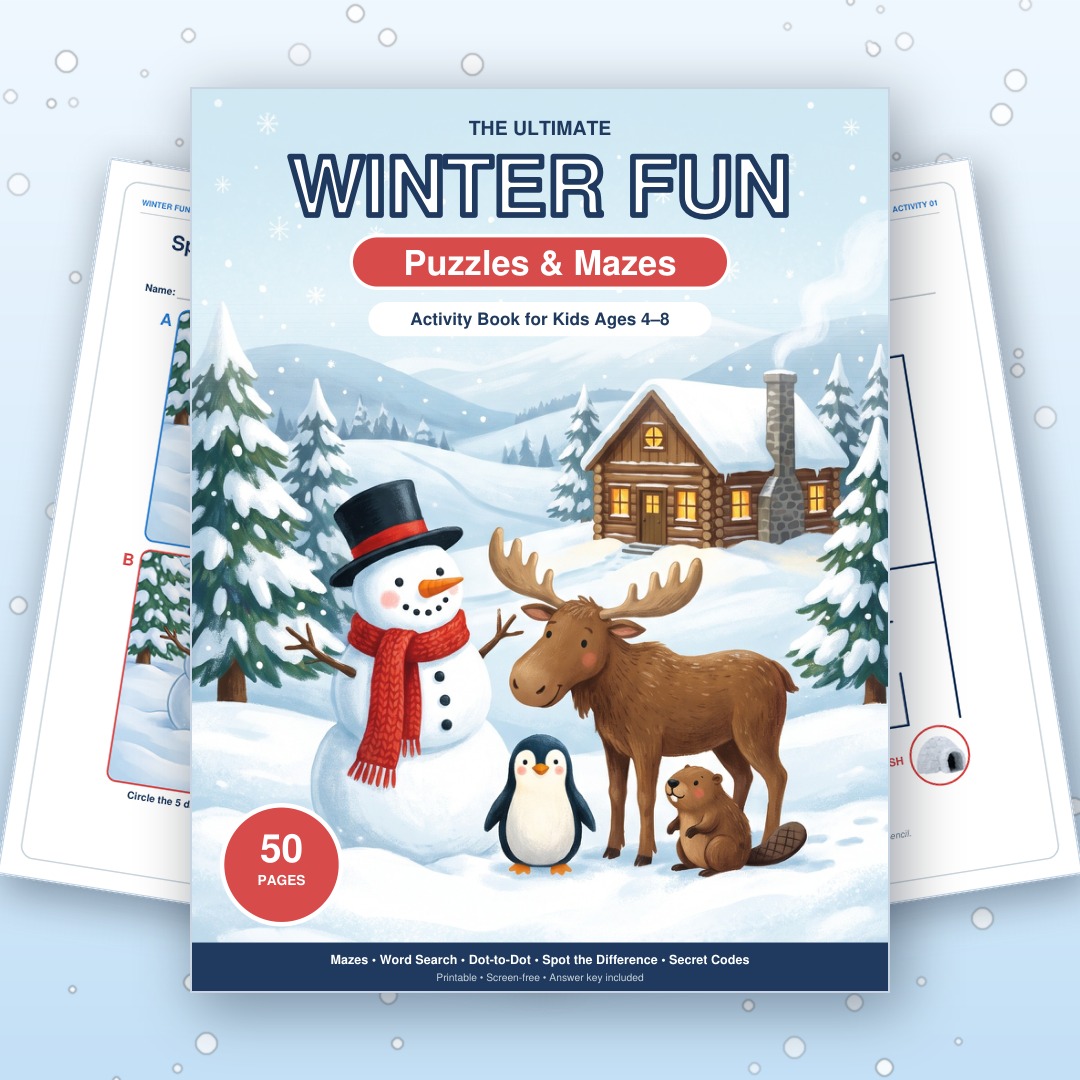 THE ULTIMATE
WINTER FUN
Puzzles & Mazes
Activity Book for Kids Ages 4–8
50
PAGES
Mazes • Word Search • Dot-to-Dot • Spot the Difference • Secret Codes
Printable • Screen-free • Answer key included
WINTER FUN
Name:
A
B
Circle the 5
ACTIVITY 01